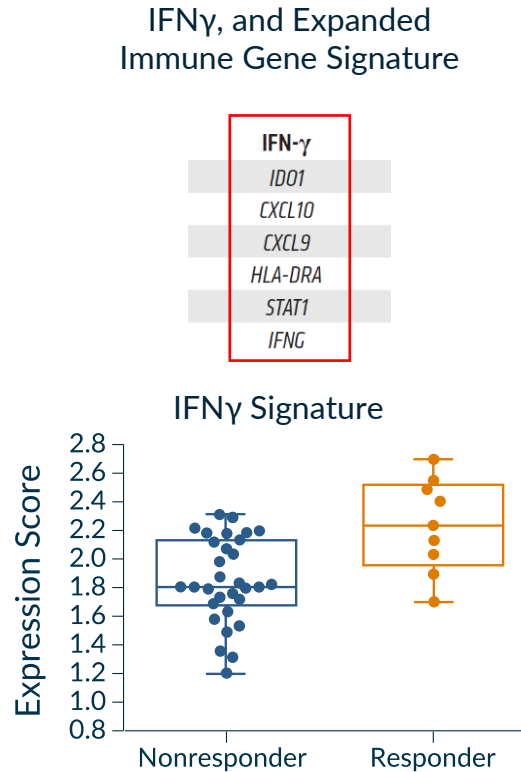 IFNγ, and Expanded
Immune Gene Signature
IFN-γ
IDO1
CXCL10
CXCL9
HLA-DRA
STAT1
IFNG
IFNγ Signature
Expression Score
2.8
2.6
2.4
2.2
2.0
1.8
1.6
1.4
1.2
1.0
0.8
Nonresponder Responder